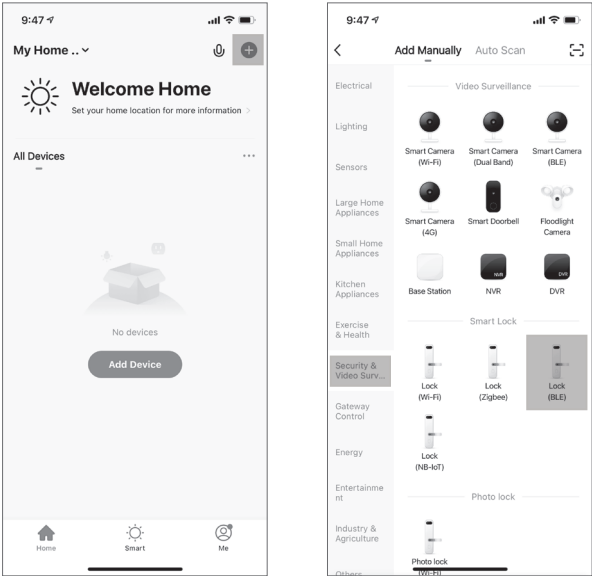 9:47
My Home ..
Welcome Home
Set your home location for more information >
All Devices
...
No devices
Add Device
Home
Smart
Me
9:47
Add Manually
Auto Scan
Electrical
Lighting
Sensors
Large Home
Appliances
Small Home
Appliances
Kitchen
Appliances
Exercise
& Health
Security &
Video Surv...
Gateway
Control
Energy
Entertainme
nt
Industry &
Agriculture
Others
Video Surveillance
Smart Camera
(Wi-Fi)
Smart Camera
(Dual Band)
Smart Camera
(BLE)
Smart Camera
(4G)
Smart Doorbell
Floodlight
Camera
NVR
DVR
Base Station
NVR
DVR
Smart Lock
Lock
(Wi-Fi)
Lock
(Zigbee)
Lock
(BLE)
Lock
(NB-IoT)
Photo lock
Photo lock
(Wi-Fi)